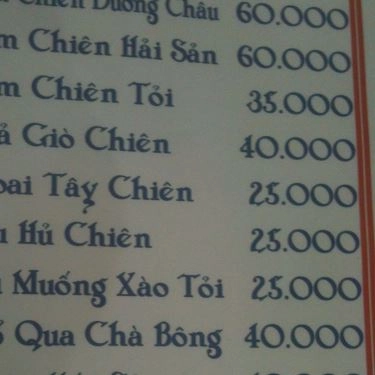 Chiên Dương Châu 60.000
Chiên Hải Sản 60.000
Chiên Tỏi 35.000
Giò Chiên 40.000
Tây Chiên 25.000
Hủ Chiên 25.000
Muống Xào Tỏi 25.000
Qua Chà Bông 40.000